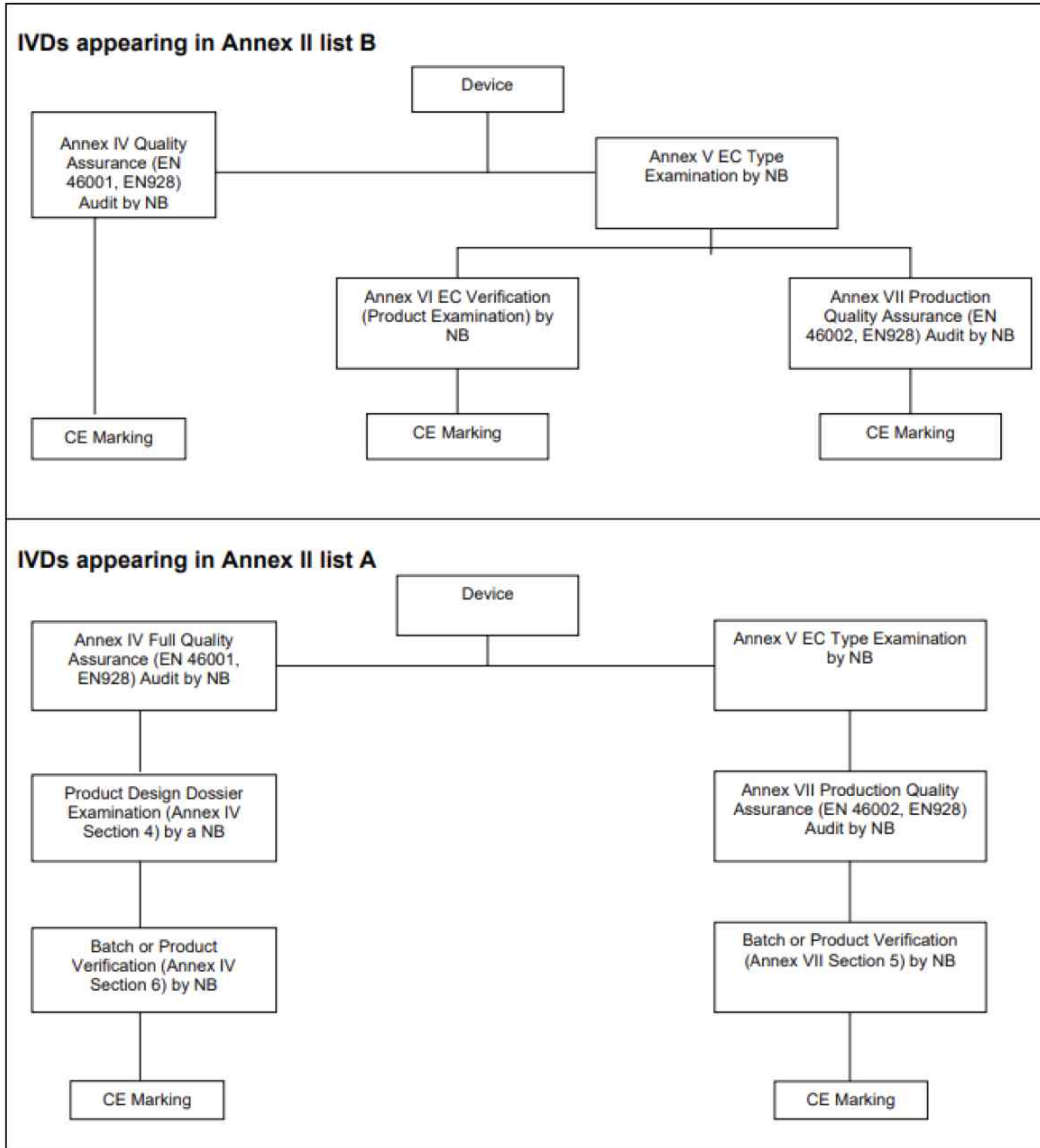 IVDs appearing in Annex II list B
Device
Annex IV Quality
Assurance (EN
46001, EN928)
Audit by NB
Annex V EC Type
Examination by NB
Annex VI EC Verification
(Product Examination) by
NB
Annex VII Production
Quality Assurance (EN
46002, EN928) Audit by NB
CE Marking
CE Marking
CE Marking
IVDs appearing in Annex II list A
Device
Annex IV Full Quality
Assurance (EN 46001,
EN928) Audit by NB
Annex V EC Type Examination
by NB
Product Design Dossier
Examination (Annex IV
Section 4) by a NB
Annex VII Production Quality
Assurance (EN 46002, EN928)
Audit by NB
Batch or Product
Verification (Annex IV
Section 6) by NB
Batch or Product Verification
(Annex VII Section 5) by NB
CE Marking
CE Marking